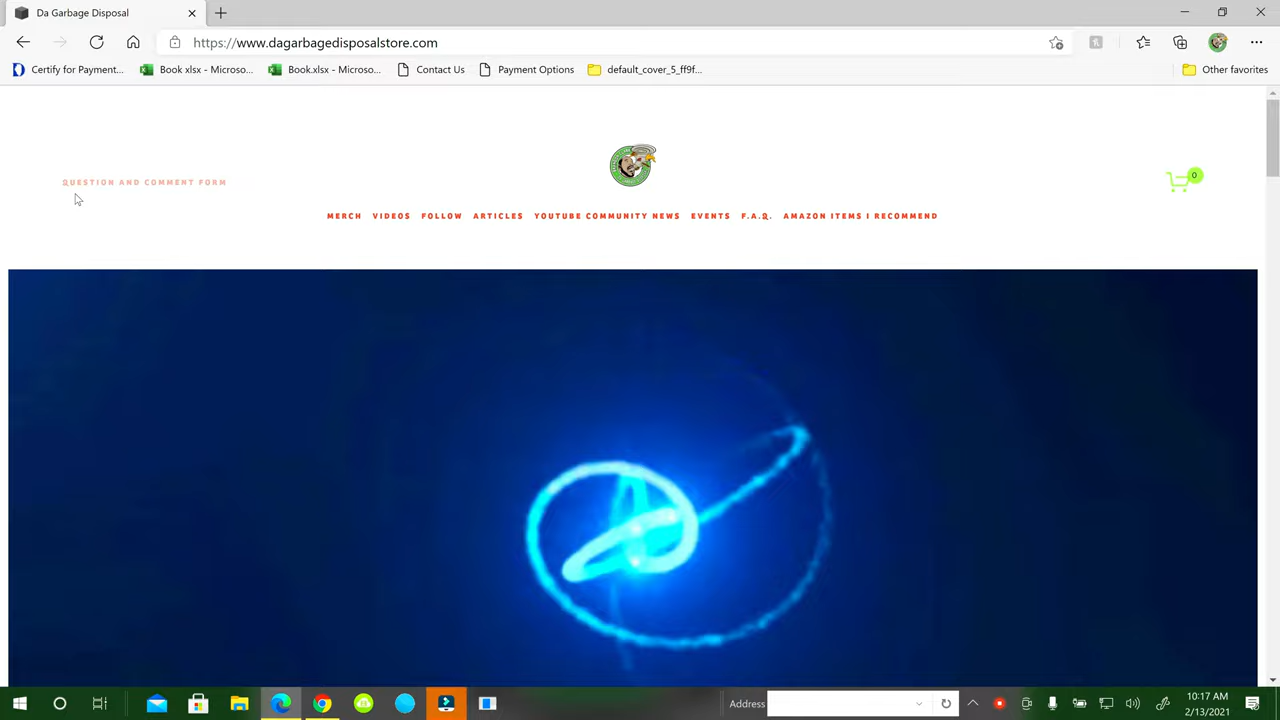 Da Garbage Disposal
https://www.dagarbagedisposalstore.com
Certify for Payment...
Book xlsx - Microso...
Book.xlsx - Microso...
Contact Us
Payment Options
default_cover_5_ff9f...
Other favorites
QUESTION AND COMMENT FORM
0
MERCH VIDEOS FOLLOW ARTICLES YOUTUBE COMMUNITY NEWS EVENTS F.A.Q. AMAZON ITEMS I RECOMMEND
Address
10:17 AM
2/13/2021